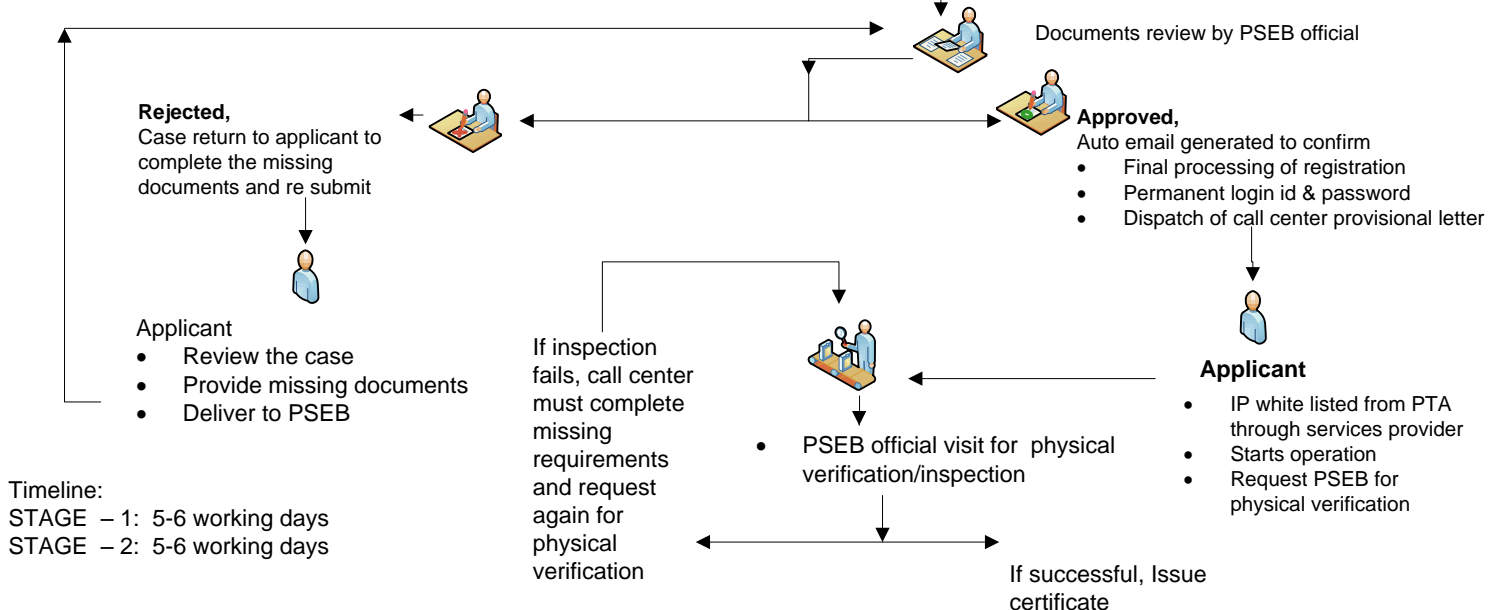 Documents review by PSEB official
Rejected,
Case return to applicant to
complete the missing
documents and re submit
Approved,
Auto email generated to confirm
• Final processing of registration
• Permanent login id & password
• Dispatch of call center provisional letter
Applicant
• Review the case
• Provide missing documents
• Deliver to PSEB
If inspection
fails, call center
must complete
missing
requirements
and request
again for
physical
verification
• PSEB official visit for physical
verification/inspection
Applicant
• IP white listed from PTA
through services provider
• Starts operation
• Request PSEB for
physical verification
Timeline:
STAGE – 1: 5-6 working days
STAGE – 2: 5-6 working days
If successful, Issue
certificate